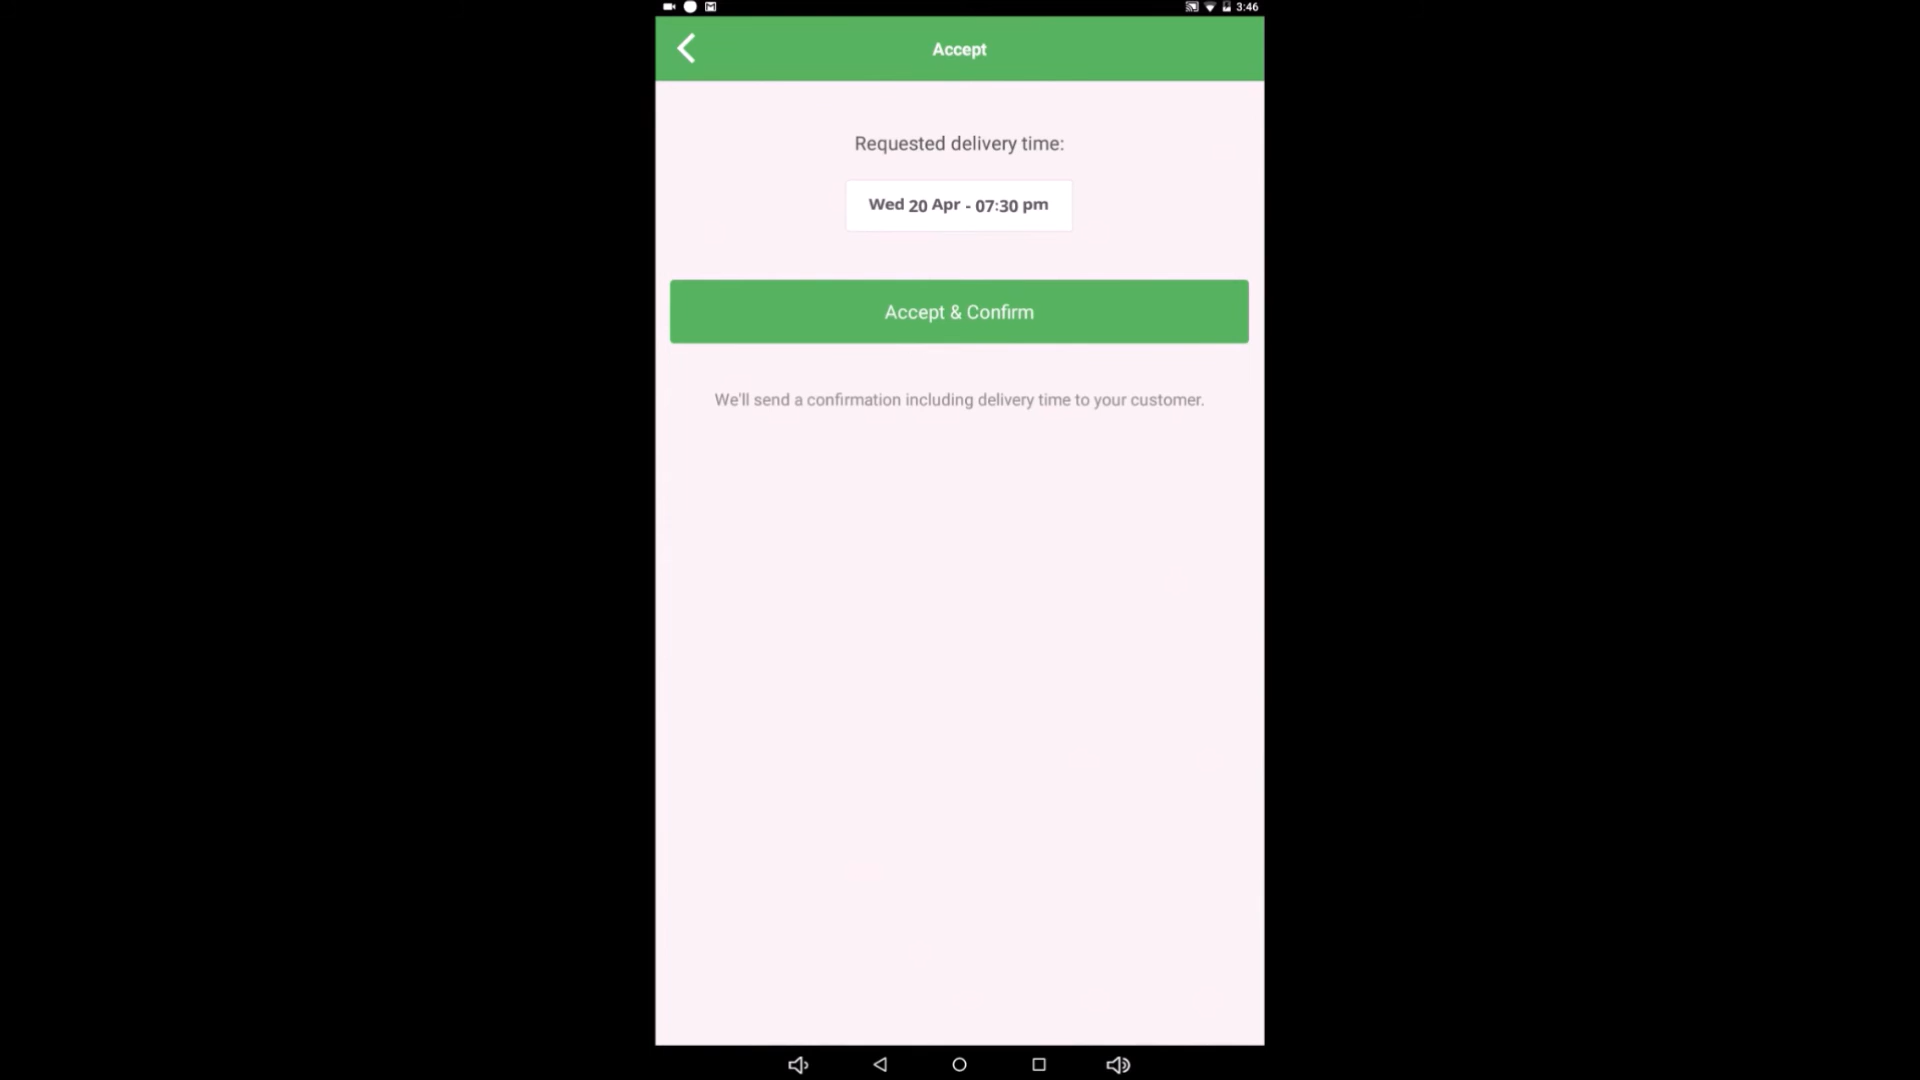 3:46
Accept
Requested delivery time:
Wed 20 Apr - 07:30 pm
Accept & Confirm
We'll send a confirmation including delivery time to your customer.